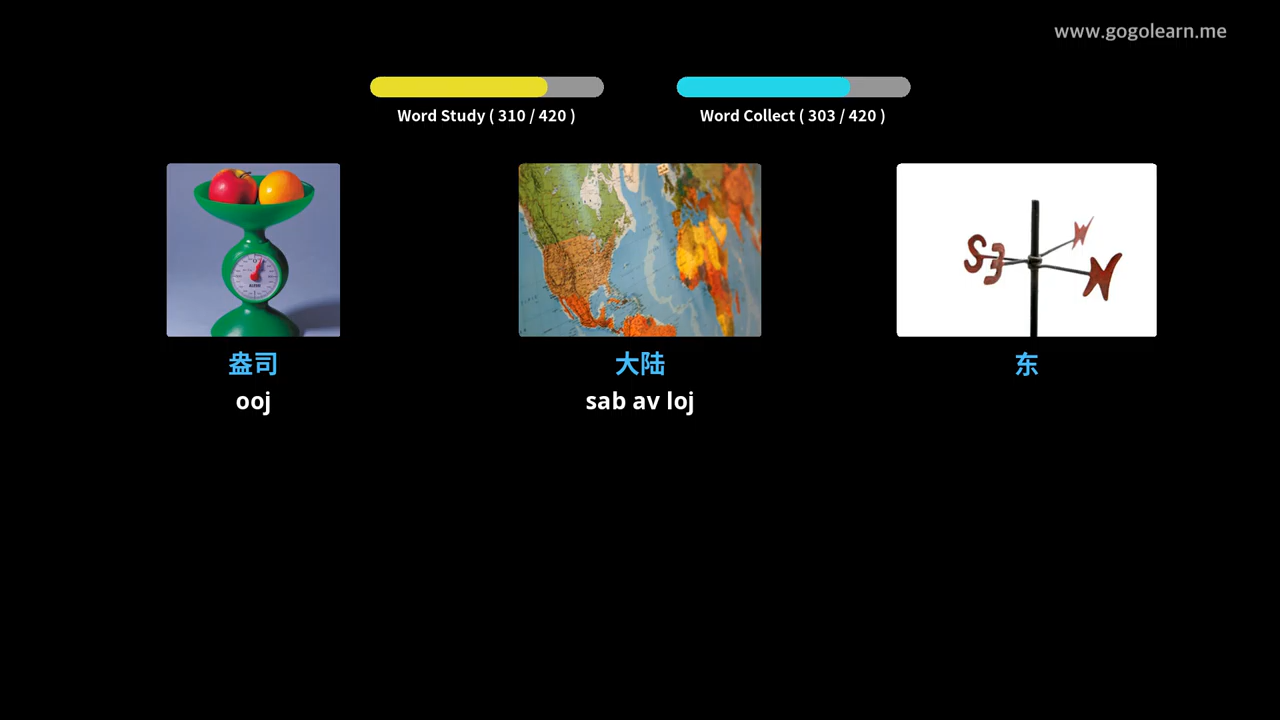 www.gogolearn.me
Word Study ( 310 / 420 )
Word Collect ( 303 / 420 )
S
N
盎司
大陆
东
ooj
sab av loj